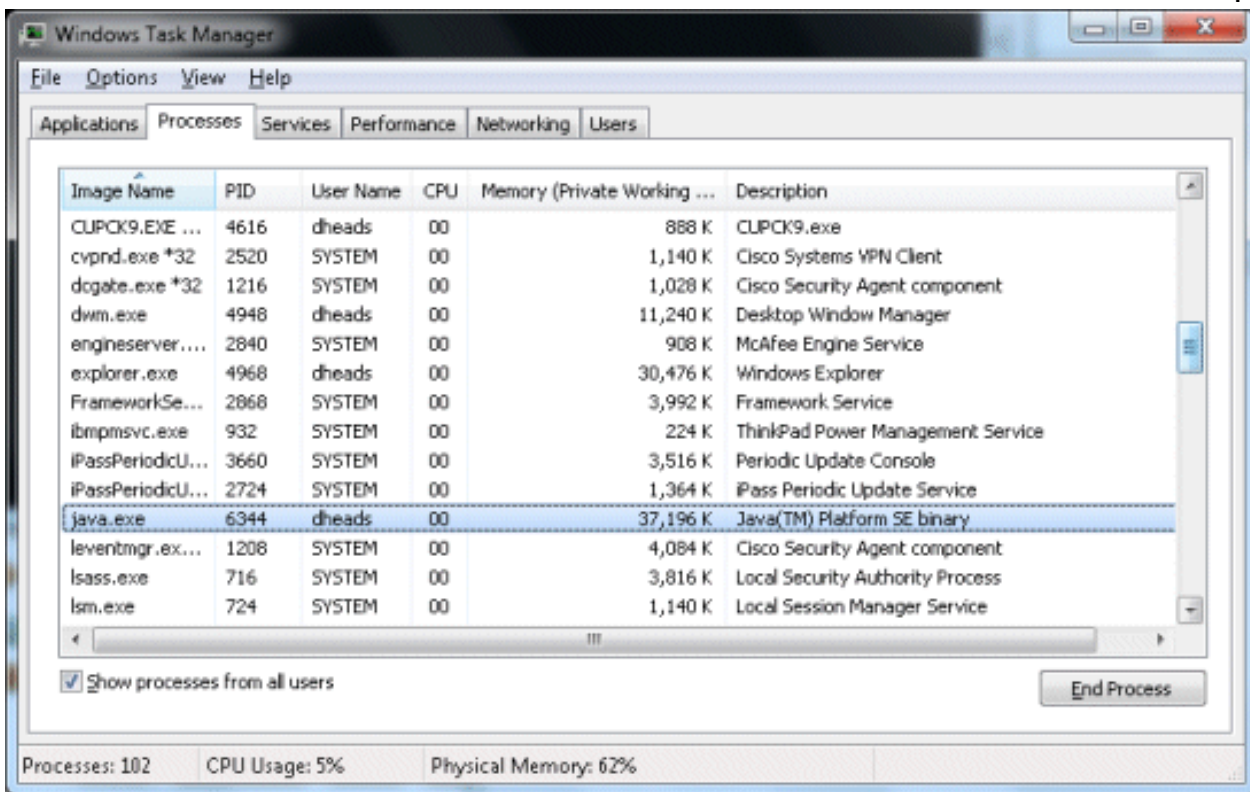 Windows Task Manager
File Options View Help
Applications Processes Services Performance Networking Users
Image Name PID User Name CPU Memory (Private Working ... Description
CUPCK9.EXE ... 4616 dheads 00 888 K CUPCK9.exe
cvpnd.exe *32 2520 SYSTEM 00 1,140 K Cisco Systems VPN Client
dcgate.exe *32 1216 SYSTEM 00 1,028 K Cisco Security Agent component
dwm.exe 4948 dheads 00 11,240 K Desktop Window Manager
engineserver.... 2840 SYSTEM 00 908 K McAfee Engine Service
explorer.exe 4968 dheads 00 30,476 K Windows Explorer
FrameworkSe... 2868 SYSTEM 00 3,992 K Framework Service
ibmpmsvc.exe 932 SYSTEM 00 224 K ThinkPad Power Management Service
iPassPeriodicU... 3660 SYSTEM 00 3,516 K Periodic Update Console
iPassPeriodicU... 2724 SYSTEM 00 1,364 K iPass Periodic Update Service
java.exe 6344 dheads 00 37,196 K Java(TM) Platform SE binary
leventmgr.ex... 1208 SYSTEM 00 4,084 K Cisco Security Agent component
lsass.exe 716 SYSTEM 00 3,816 K Local Security Authority Process
lsm.exe 724 SYSTEM 00 1,140 K Local Session Manager Service
Show processes from all users
End Process
Processes: 102 CPU Usage: 5% Physical Memory: 62%